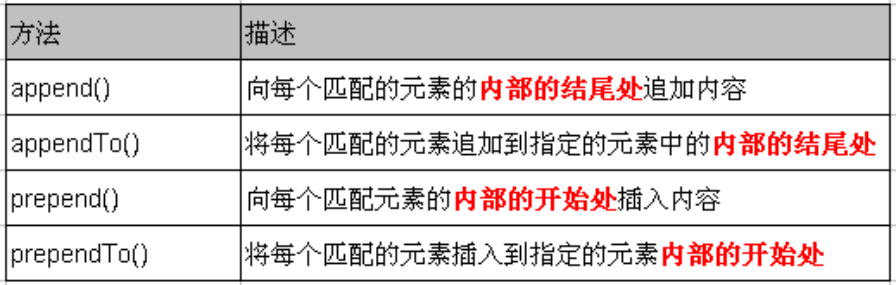 方法 描述
append() 向每个匹配的元素的内部的结尾处追加内容
appendTo() 将每个匹配的元素追加到指定的元素中的内部的结尾处
prepend() 向每个匹配元素的内部的开始处插入内容
prependTo() 将每个匹配的元素插入到指定的元素内部的开始处